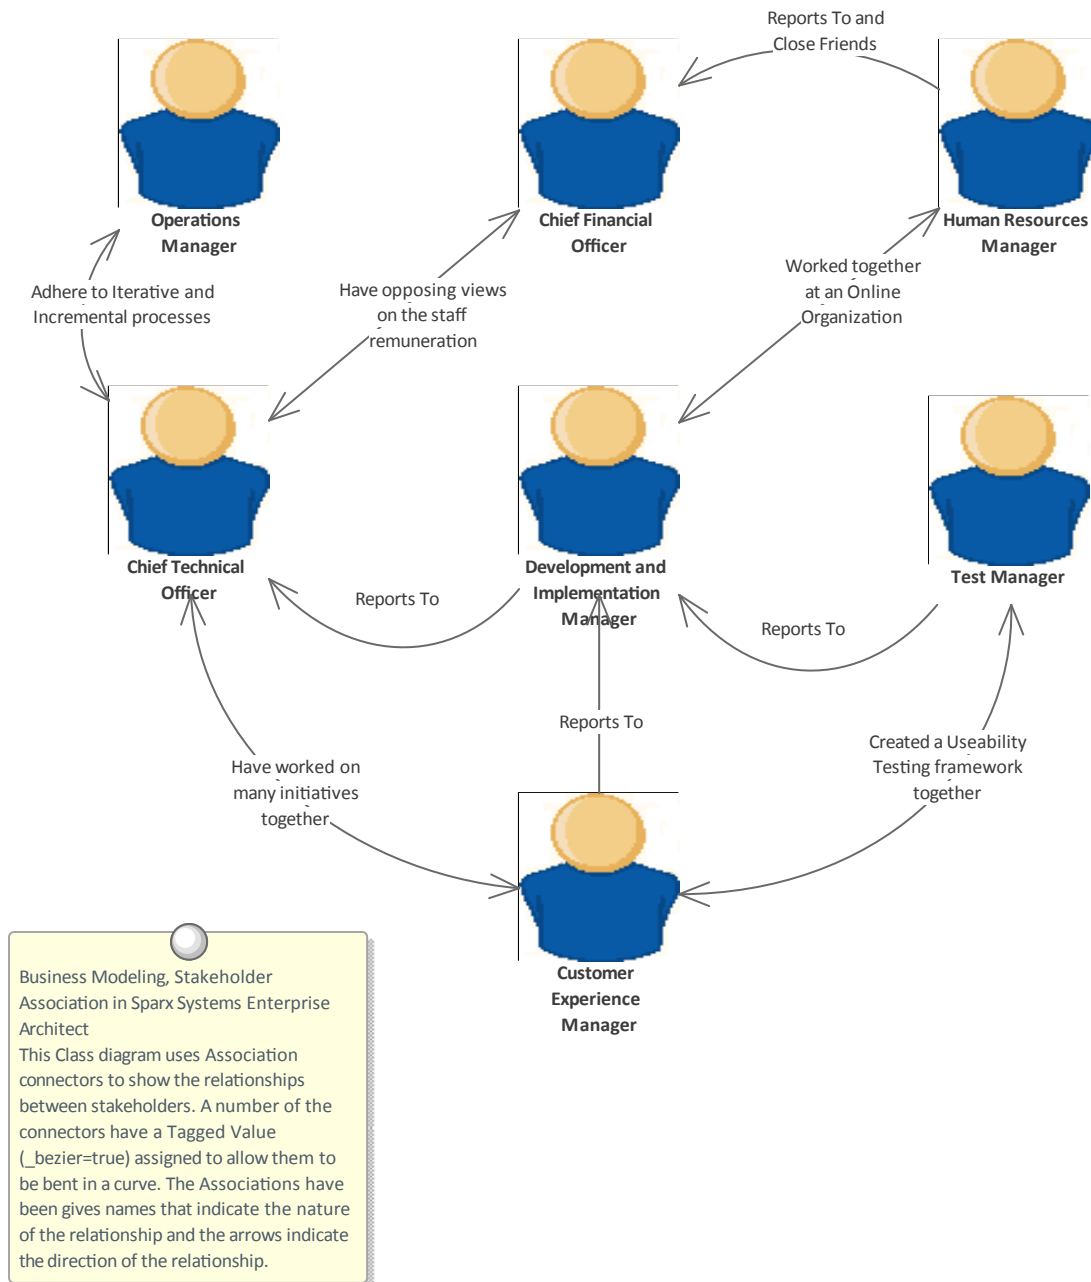 Reports To and
Close Friends
Operations
Manager
Chief Financial
Officer
Human Resources
Manager
Adhere to Iterative and
Incremental processes
Have opposing views
on the staff
remuneration
Worked together
at an Online
Organization
Chief Technical
Officer
Development and
Implementation
Manager
Test Manager
Reports To
Reports To
Reports To
Have worked on
many initiatives
together
Created a Useability
Testing framework
together
Customer
Experience
Manager
Business Modeling, Stakeholder
Association in Sparx Systems Enterprise
Architect
This Class diagram uses Association
connectors to show the relationships
between stakeholders. A number of the
connectors have a Tagged Value
(_bezier=true) assigned to allow them to
be bent in a curve. The Associations have
been gives names that indicate the nature
of the relationship and the arrows indicate
the direction of the relationship.